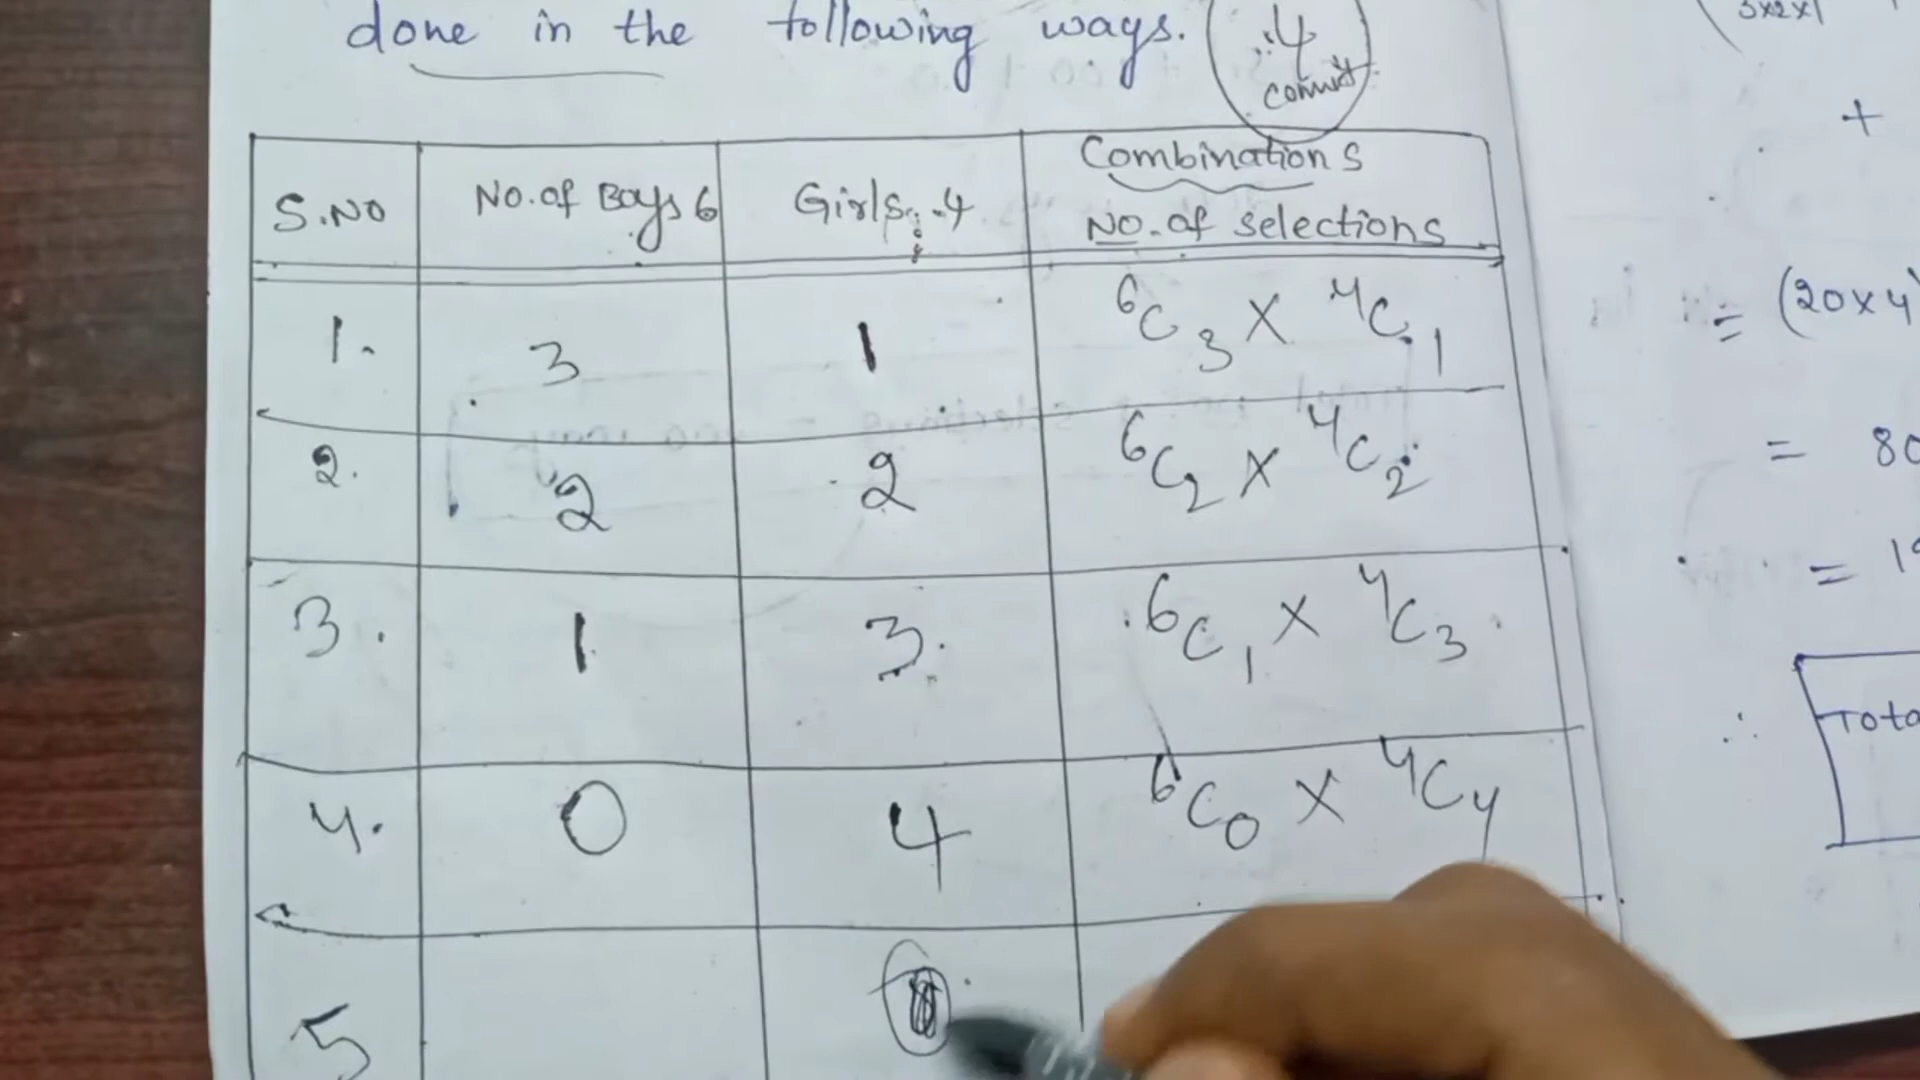 done in the following ways.
4
commit
S.NO No.of Boys 6 Girls 4 Combinations
No. of selections
1. 3 1 ⁶C₃ X ⁴C₁
2. 2 2 ⁶C₂ X ⁴C₂
3. 1 3. ⁶C₁ X ⁴C₃
4. 0 4 ⁶C₀ X ⁴C₄
5
3x2x1
+
= (20x4)
= 80
= 19
∴ Tota